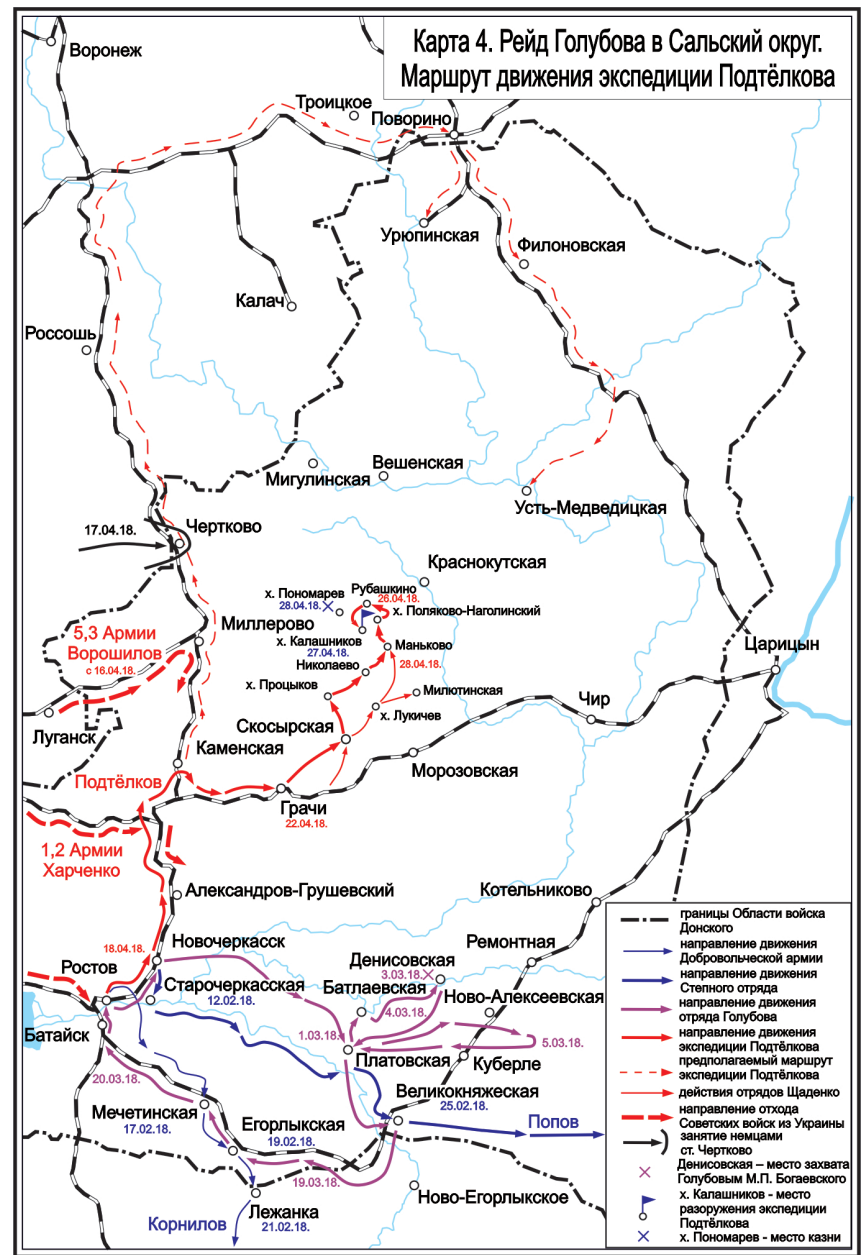 Карта 4. Рейд Голубова в Сальский округ.
Маршрут движения экспедиции Подтёлкова
Воронеж
Троицкое
Поворино
Урюпинская
Филоновская
Калач
Россошь
Мигулинская
Вешенская
Усть-Медведицкая
17.04.18.
Чертково
Краснокутская
х. Пономарев
28.04.18.
Рубашкино
26.04.18.
х. Поляково-Наголинский
Миллерово
х. Калашников
27.04.18.
Маньково
5,3 Армии
Ворошилов
с 16.04.18.
Николаево
28.04.18.
Царицын
х. Процыков
Милютинская
х. Лукичев
Чир
Луганск
Скосырская
Каменская
Морозовская
Подтёлков
Грачи
22.04.18.
1,2 Армии
Харченко
Александров-Грушевский
Котельниково
18.04.18.
Новочеркасск
Ремонтная
Ростов
Старочеркасская
12.02.18.
Денисовская
3.03.18.
Батлаевская
4.03.18.
Ново-Алексеевская
Батайск
1.03.18.
5.03.18.
Платовская
Куберле
20.03.18.
Мечетинская
17.02.18.
Великокняжеская
25.02.18.
Попов
Егорлыкская
19.02.18.
19.03.18.
Ново-Егорлыкское
Лежанка
21.02.18.
Корнилов
границы Области войска
Донского
направление движения
Добровольческой армии
направление движения
Степного отряда
направление движения
отряда Голубова
направление движения
экспедиции Подтёлкова
предполагаемый маршрут
экспедиции Подтёлкова
действия отрядов Щаденко
направление отхода
Советских войск из Украины
занятие немцами
ст. Чертково
Денисовская – место захвата
Голубовым М.П. Богаевского
х. Калашников - место
разоружения экспедиции
Подтёлкова
х. Пономарев - место казни